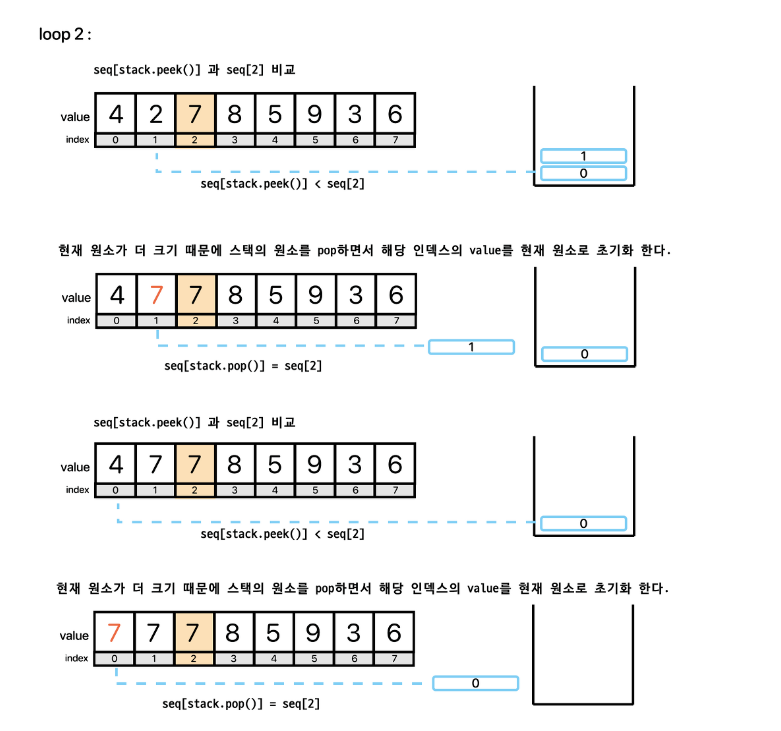 loop 2 :
seq[stack.peek()] 과 seq[2] 비교
value 4 2 7 8 5 9 3 6
index 0 1 2 3 4 5 6 7
1
0
seq[stack.peek()] < seq[2]
현재 원소가 더 크기 때문에 스택의 원소를 pop하면서 해당 인덱스의 value를 현재 원소로 초기화 한다.
value 4 7 7 8 5 9 3 6
index 0 1 2 3 4 5 6 7
1 0
seq[stack.pop()] = seq[2]
seq[stack.peek()] 과 seq[2] 비교
value 4 7 7 8 5 9 3 6
index 0 1 2 3 4 5 6 7
0
seq[stack.peek()] < seq[2]
현재 원소가 더 크기 때문에 스택의 원소를 pop하면서 해당 인덱스의 value를 현재 원소로 초기화 한다.
value 7 7 7 8 5 9 3 6
index 0 1 2 3 4 5 6 7
0
seq[stack.pop()] = seq[2]